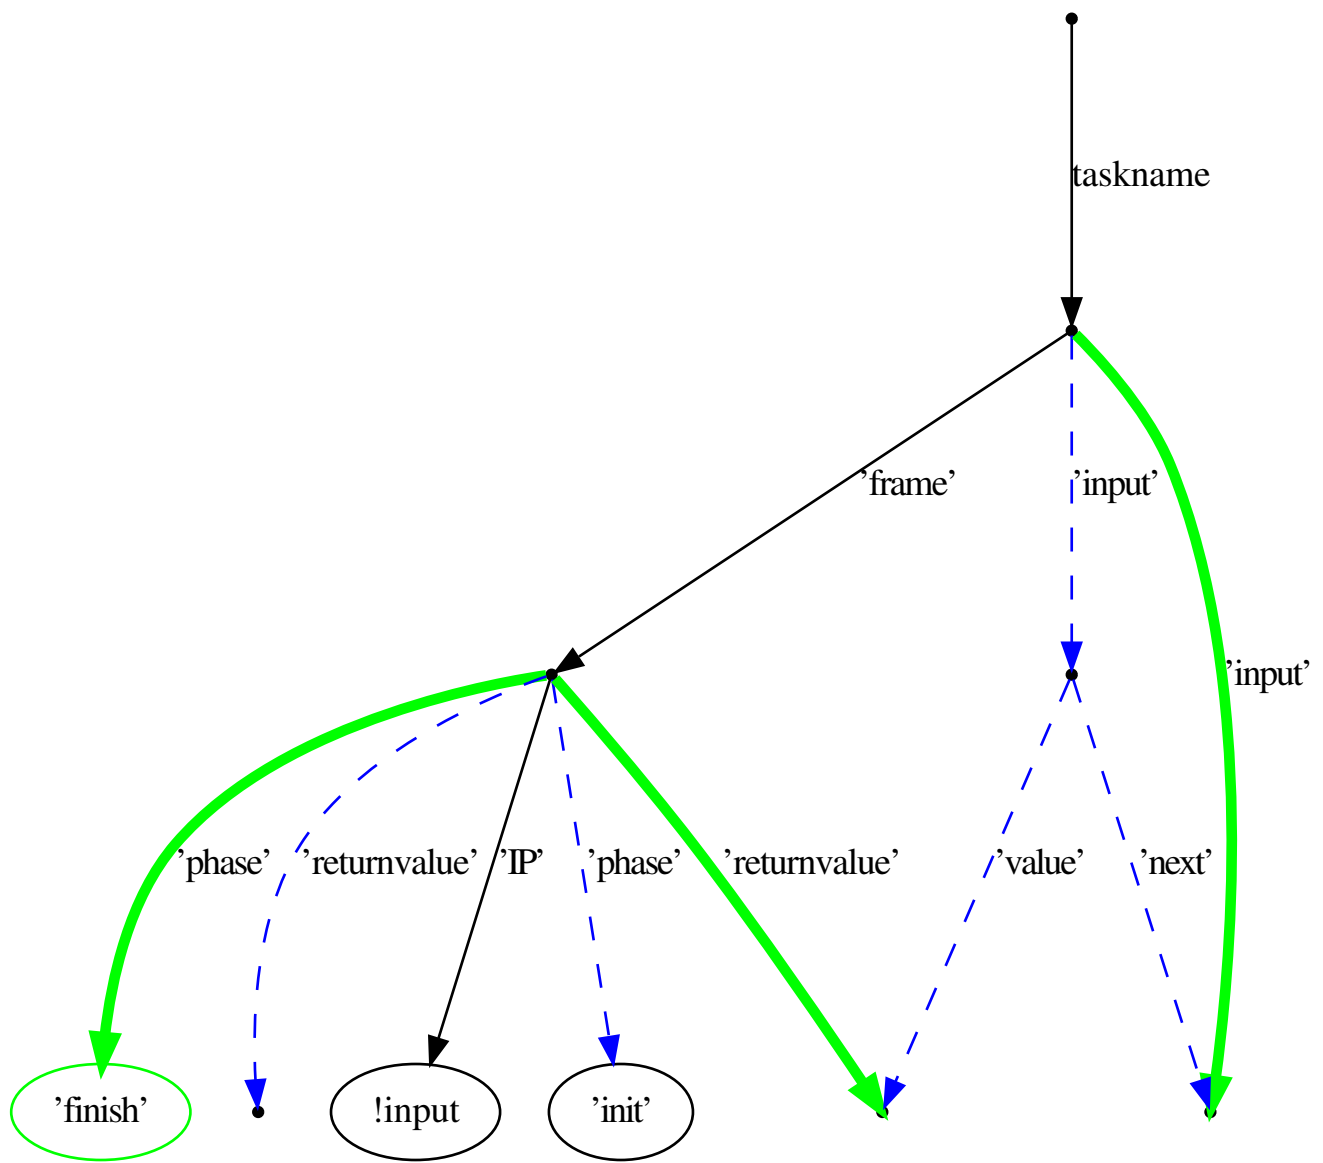 taskname
’frame’
’input’
’input’
’phase’
’returnvalue’
’IP’
’phase’
’returnvalue’
’value’
’next’
’finish’
!input
’init’